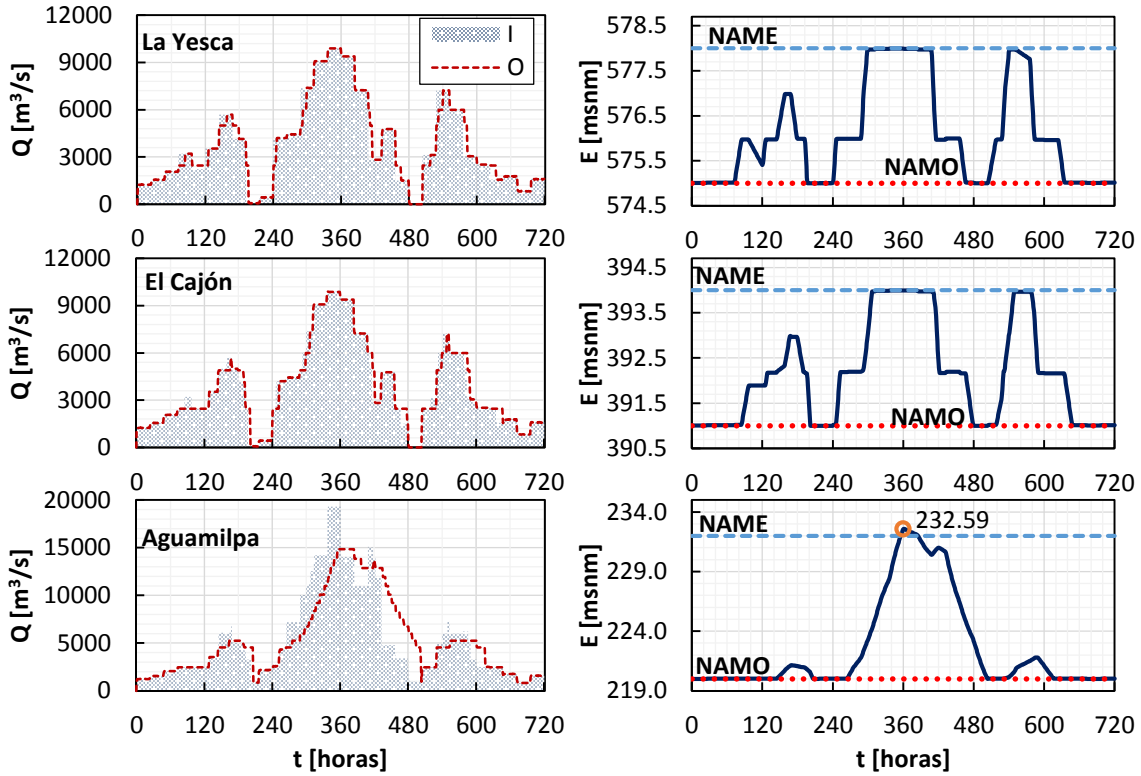 La Yesca
Q [m³/s]
12000
9000
6000
3000
0
I
O
0 120 240 360 480 600 720
E [msnm]
578.5
577.5
576.5
575.5
574.5
NAME
NAMO
0 120 240 360 480 600 720
El Cajón
Q [m³/s]
12000
9000
6000
3000
0
0 120 240 360 480 600 720
E [msnm]
394.5
393.5
392.5
391.5
390.5
NAME
NAMO
0 120 240 360 480 600 720
Aguamilpa
Q [m³/s]
20000
15000
10000
5000
0
0 120 240 360 480 600 720
t [horas]
E [msnm]
234.0
229.0
224.0
219.0
NAME
232.59
NAMO
0 120 240 360 480 600 720
t [horas]